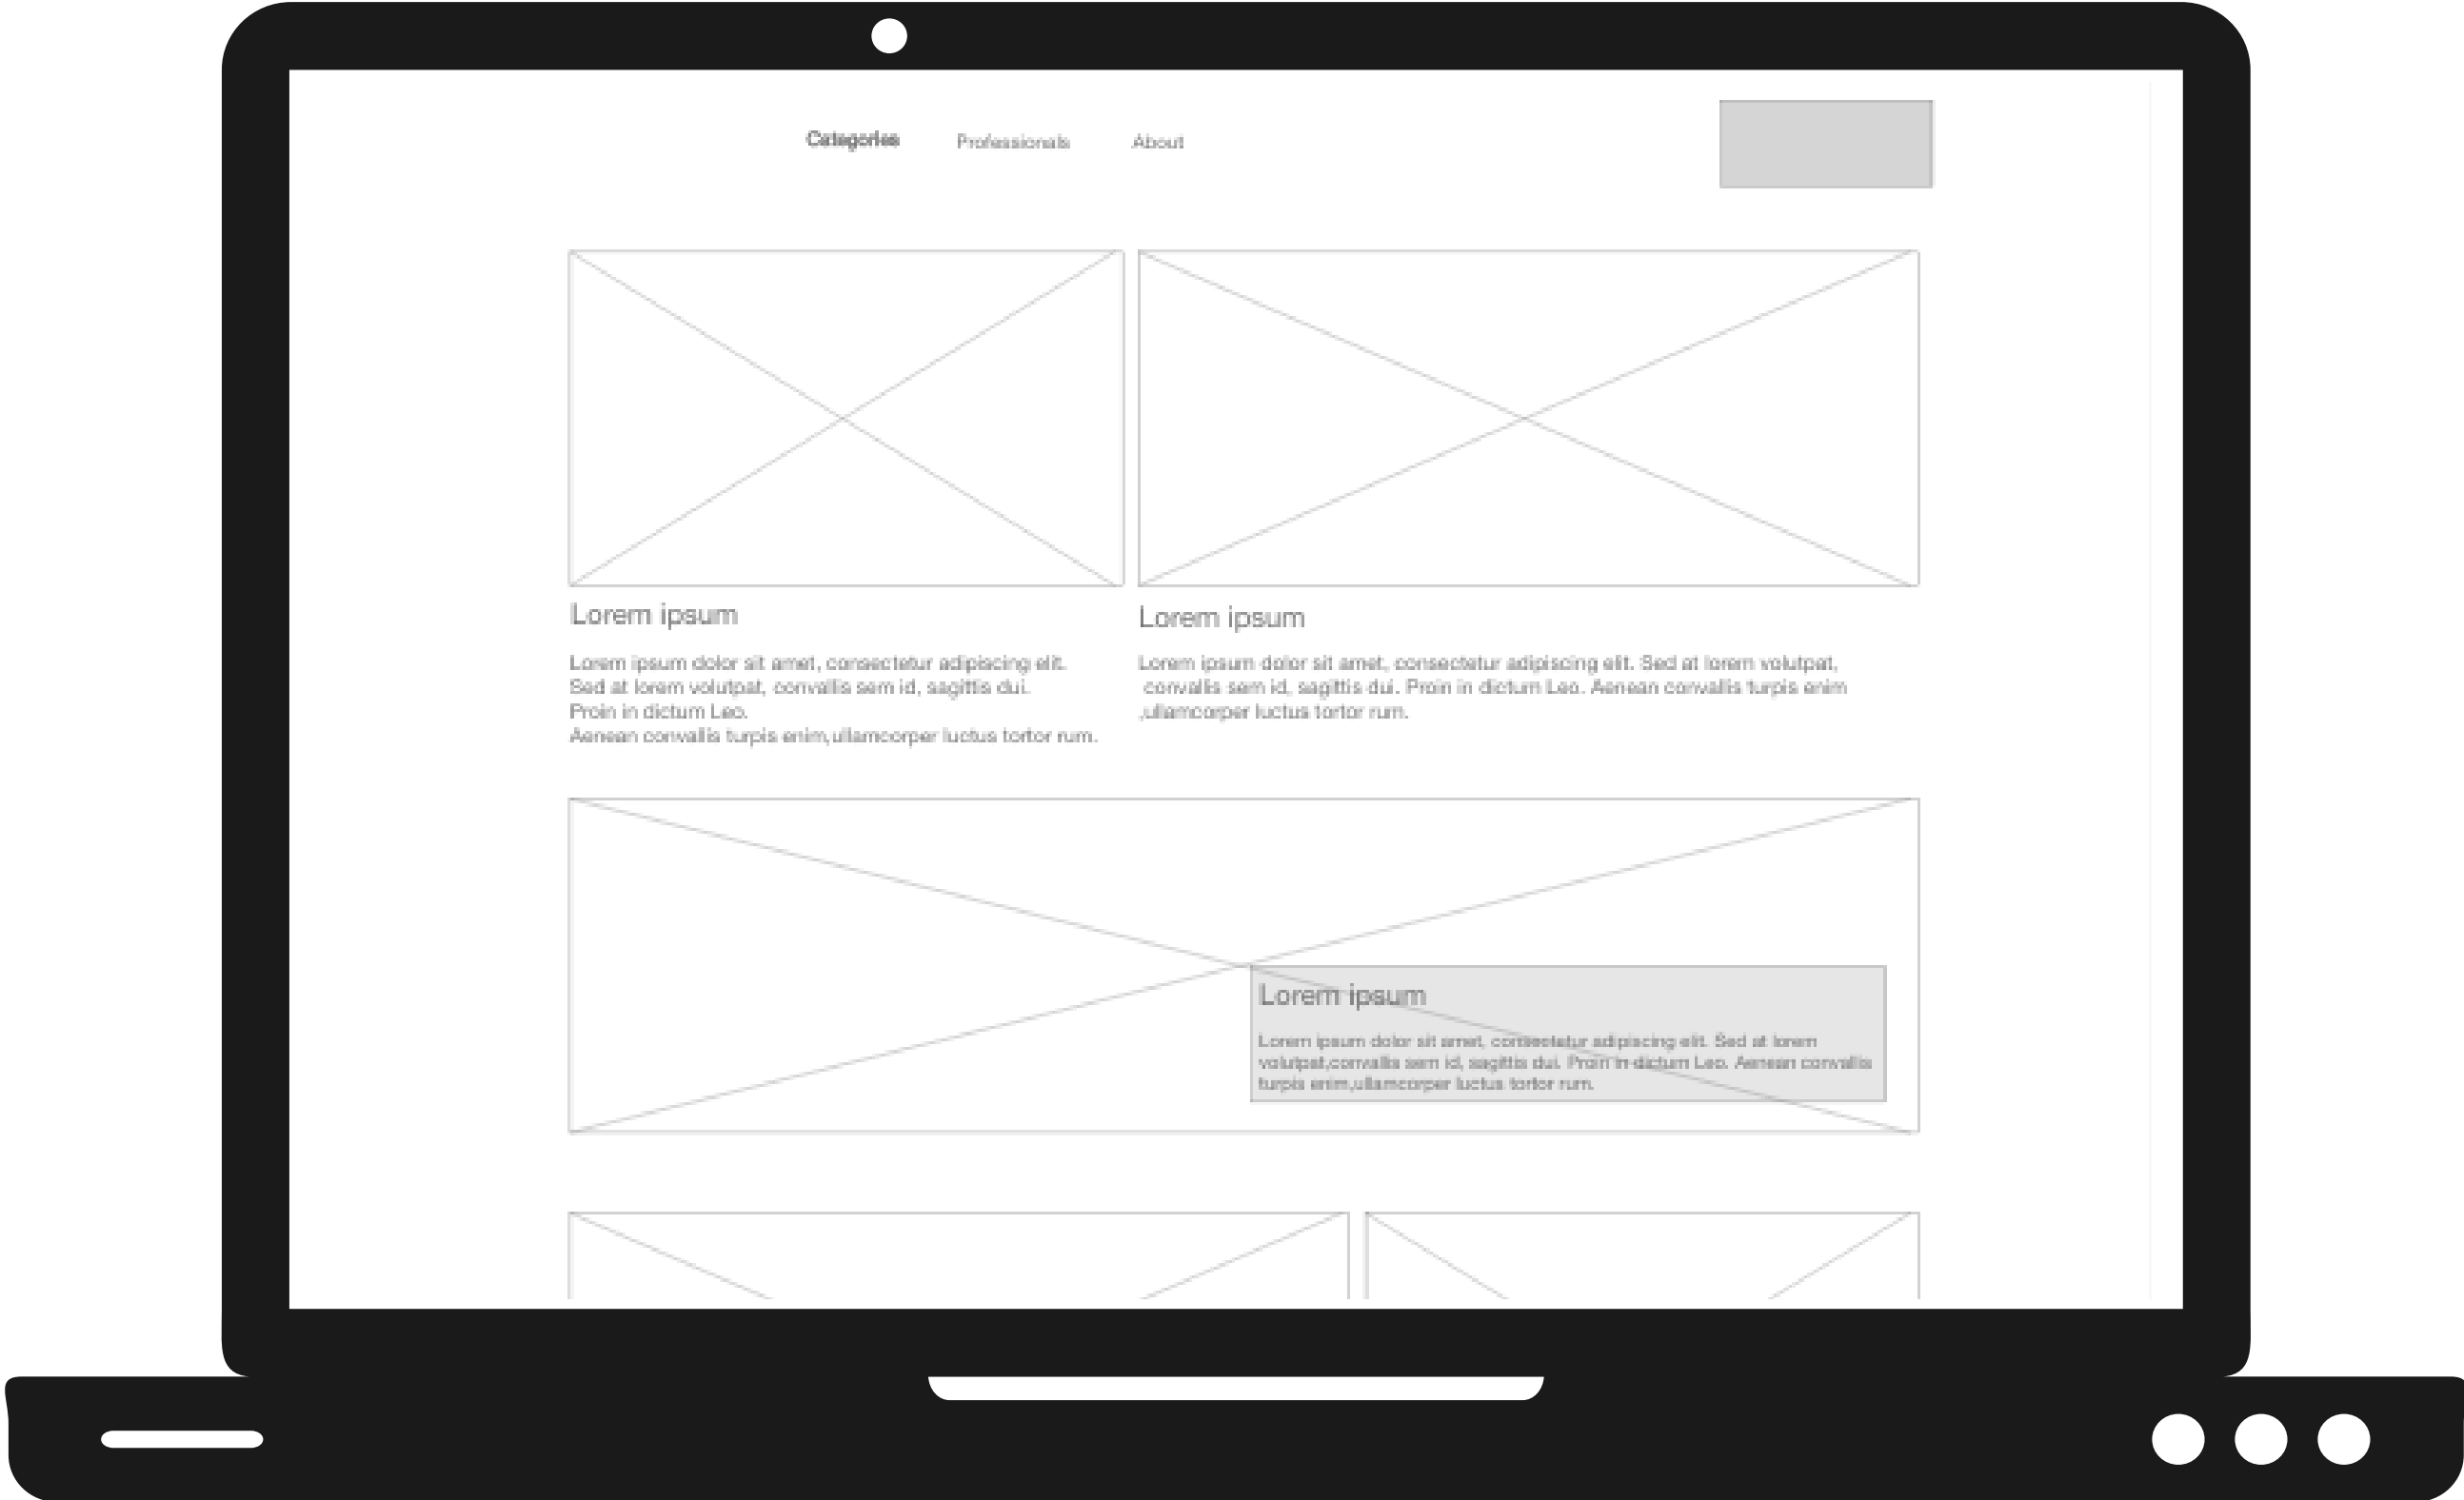 Categories Professionals About
Lorem ipsum
Lorem ipsum dolor sit amet, consectetur adipiscing elit.
Sed at lorem volutpat, convallis sem id, sagittis dui.
Proin in dictum Leo.
Aenean convallis turpis enim,ullamcorper luctus tortor rum.
Lorem ipsum
Lorem ipsum dolor sit amet, consectetur adipiscing elit. Sed at lorem volutpat,
convallis sem id, sagittis dui. Proin in dictum Leo. Aenean convallis turpis enim
,ullamcorper luctus tortor rum.
Lorem ipsum
Lorem ipsum dolor sit amet, consectetur adipiscing elit. Sed at lorem
volutpat,convallis sem id, sagittis dui. Proin in dictum Leo. Aenean convallis
turpis enim,ullamcorper luctus tortor rum.